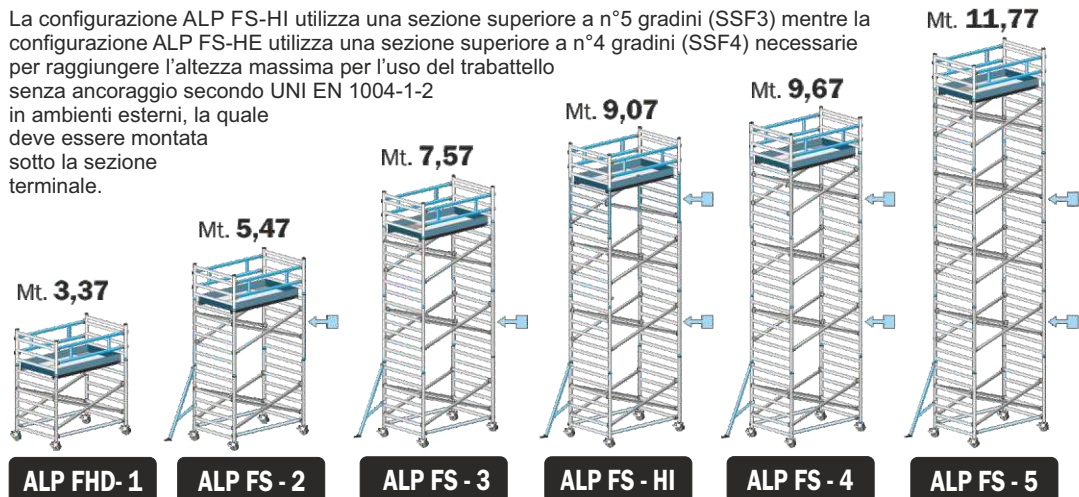 La configurazione ALP FS-HI utilizza una sezione superiore a n°5 gradini (SSF3) mentre la
configurazione ALP FS-HE utilizza una sezione superiore a n°4 gradini (SSF4) necessarie
per raggiungere l'altezza massima per l'uso del trabattello
senza ancoraggio secondo UNI EN 1004-1-2
in ambienti esterni, la quale
deve essere montata
sotto la sezione
terminale.
Mt. 3,37
Mt. 5,47
Mt. 7,57
Mt. 9,07
Mt. 9,67
Mt. 11,77
ALP FHD- 1
ALP FS - 2
ALP FS - 3
ALP FS - HI
ALP FS - 4
ALP FS - 5